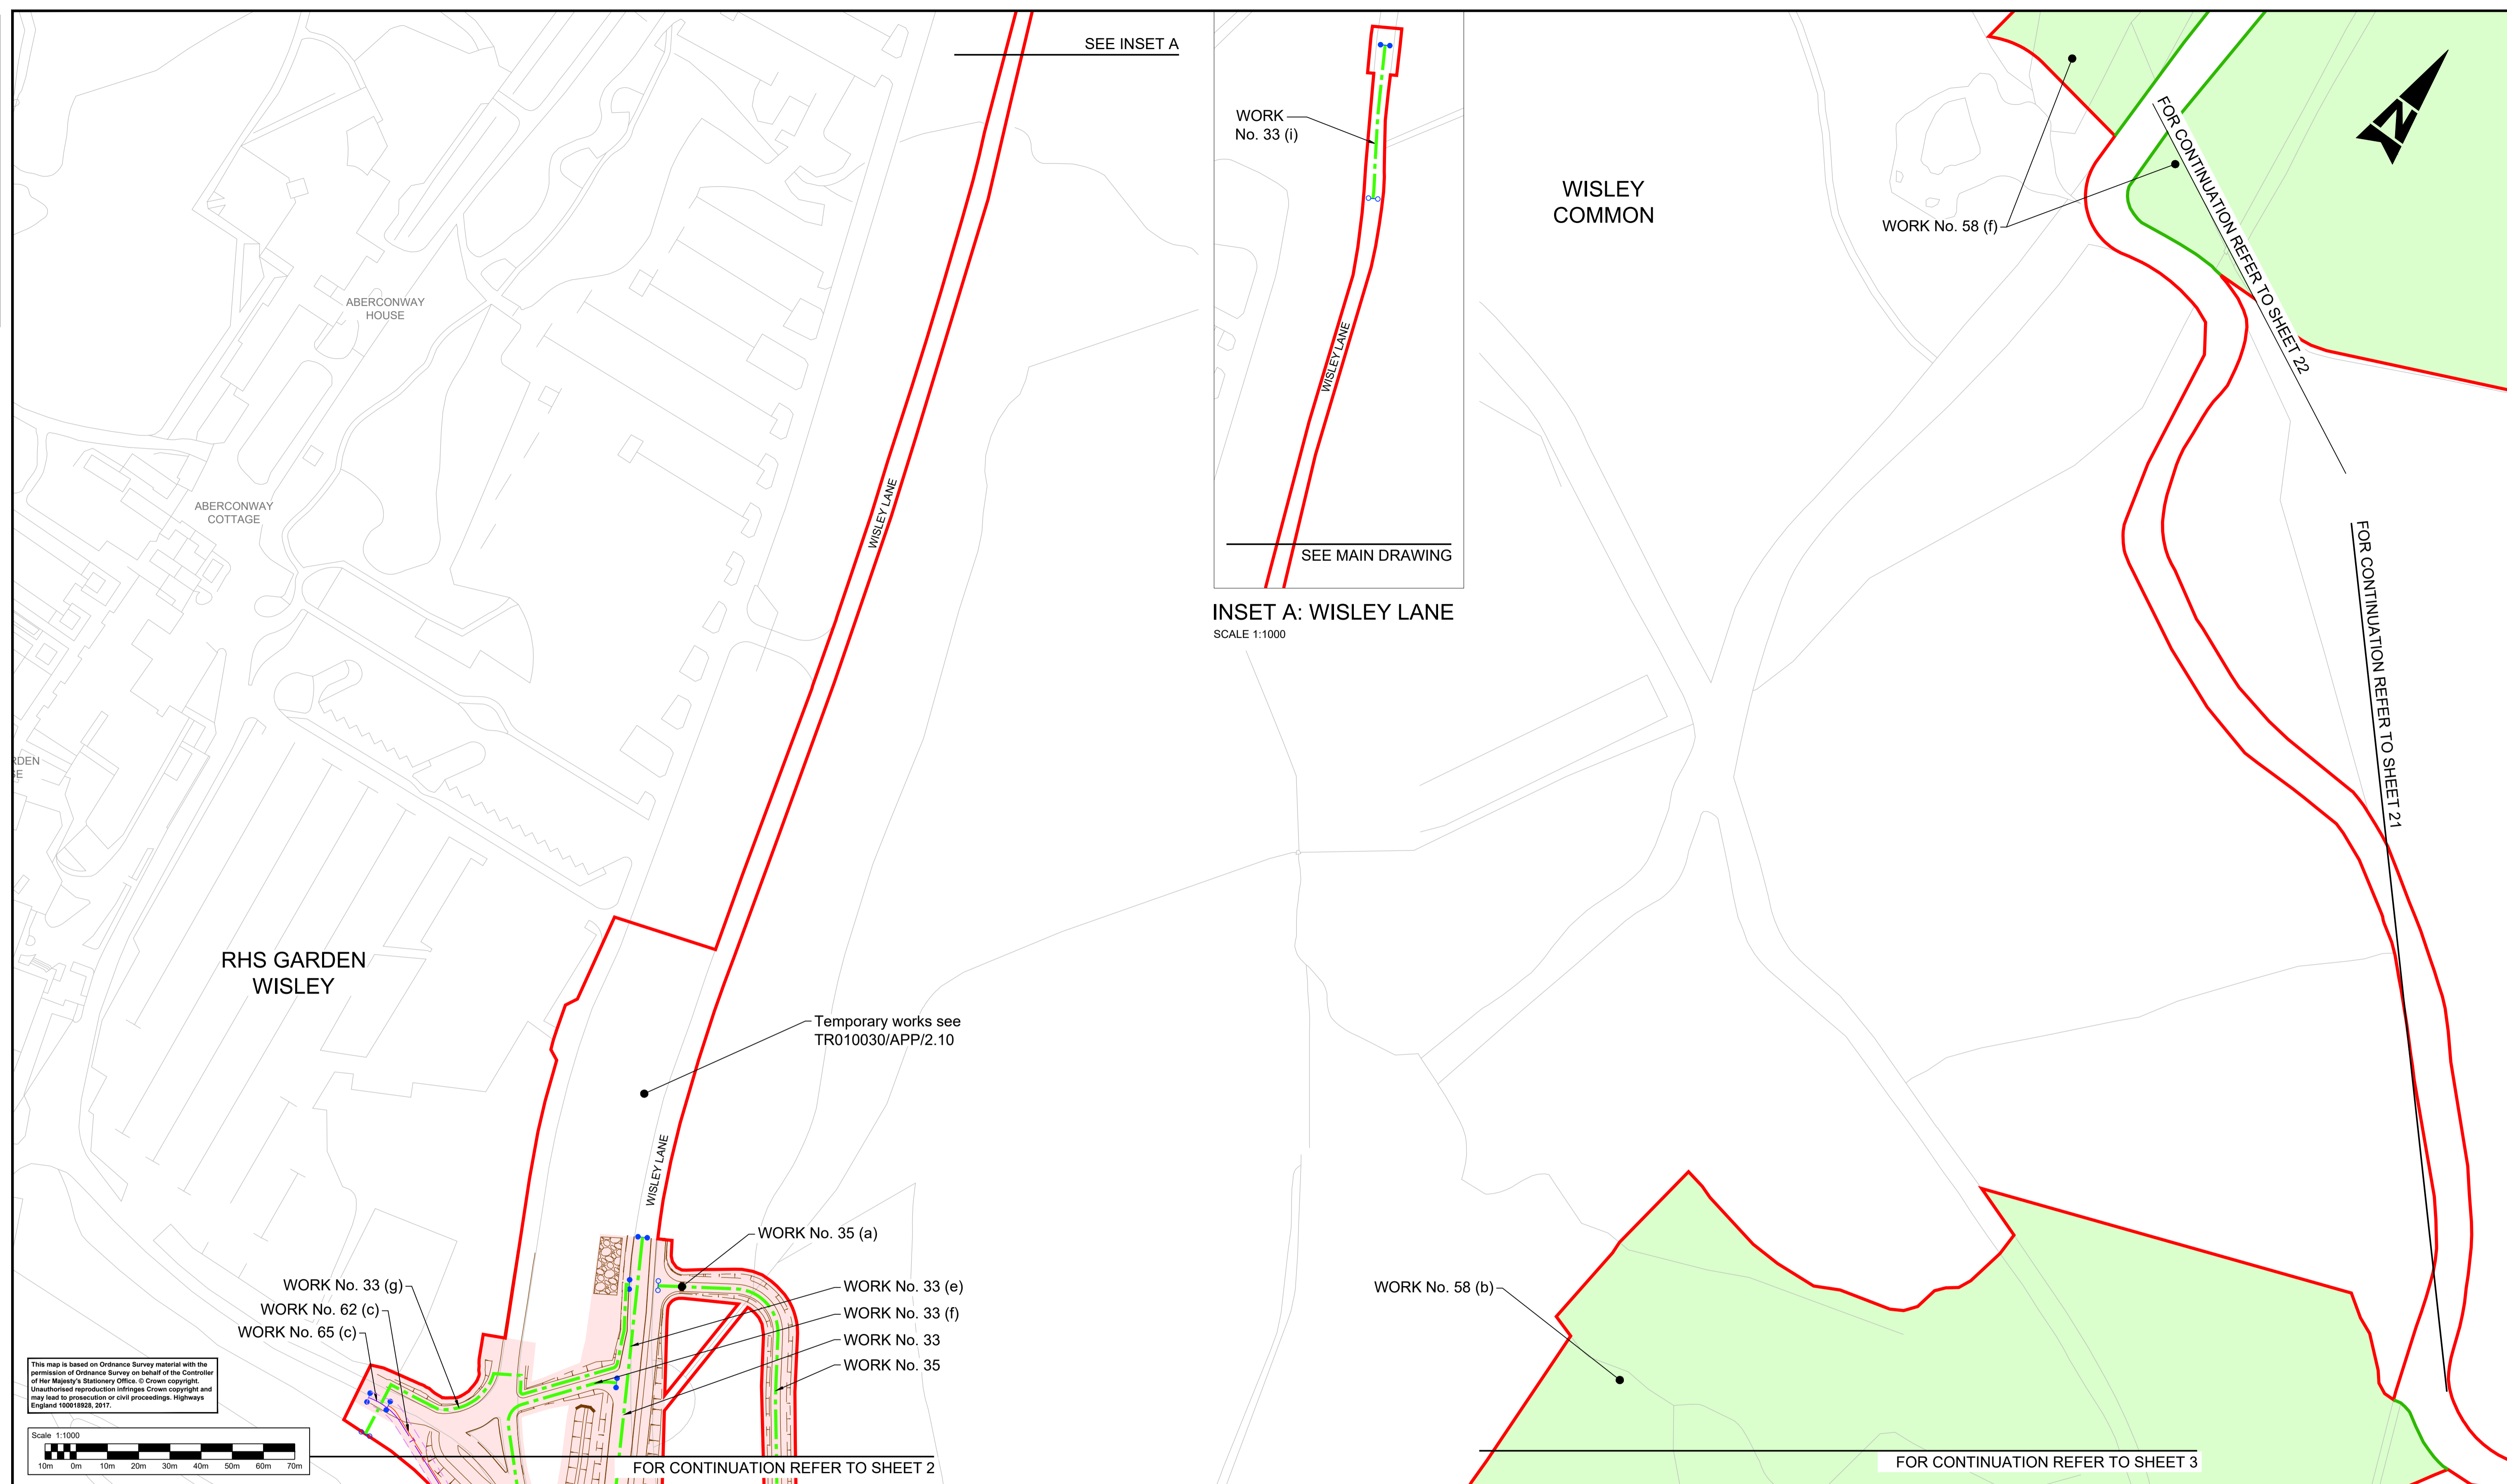 SEE INSET A
WORK
No. 33 (i)
WISLEY LANE
SEE MAIN DRAWING
INSET A: WISLEY LANE
SCALE 1:1000
WISLEY
COMMON
WORK No. 58 (f)
N
FOR CONTINUATION REFER TO SHEET 22
FOR CONTINUATION REFER TO SHEET 21
ABERCONWAY
HOUSE
ABERCONWAY
COTTAGE
WISLEY LANE
RDEN
SE
RHS GARDEN
WISLEY
Temporary works see
TR010030/APP/2.10
WISLEY LANE
WORK No. 35 (a)
WORK No. 33 (g)
WORK No. 62 (c)
WORK No. 65 (c)
WORK No. 33 (e)
WORK No. 33 (f)
WORK No. 33
WORK No. 35
WORK No. 58 (b)
This map is based on Ordnance Survey material with the
permission of Ordnance Survey on behalf of the Controller
of Her Majesty's Stationery Office. © Crown copyright.
Unauthorised reproduction infringes Crown copyright and
may lead to prosecution or civil proceedings. Highways
England 100018928, 2017.
Scale 1:1000
10m 0m 10m 20m 30m 40m 50m 60m 70m
FOR CONTINUATION REFER TO SHEET 2
FOR CONTINUATION REFER TO SHEET 3